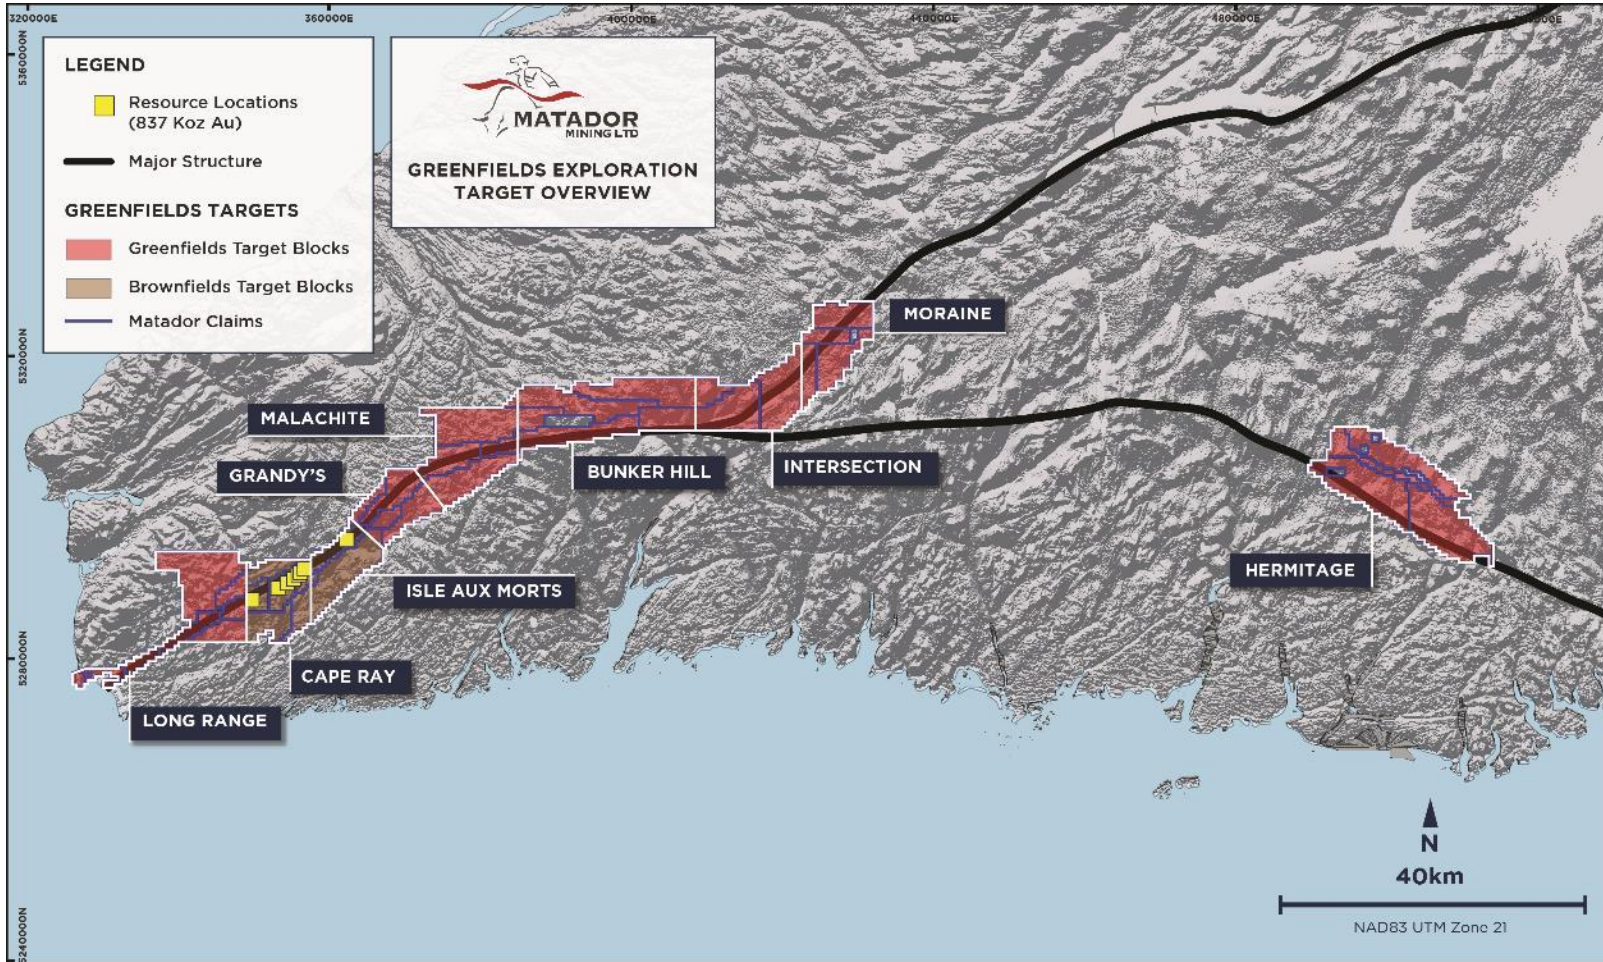 320000E
360000E
400000E
440000E
480000E
5360000N
5320000N
5280000N
5240000N
LEGEND
Resource Locations
(837 Koz Au)
Major Structure
GREENFIELDS TARGETS
Greenfields Target Blocks
Brownfields Target Blocks
Matador Claims
MATADOR
MINING LTD
GREENFIELDS EXPLORATION
TARGET OVERVIEW
MORAINE
MALACHITE
GRANDY'S
BUNKER HILL
INTERSECTION
HERMITAGE
ISLE AUX MORTS
CAPE RAY
LONG RANGE
N
40km
NAD83 UTM Zone 21